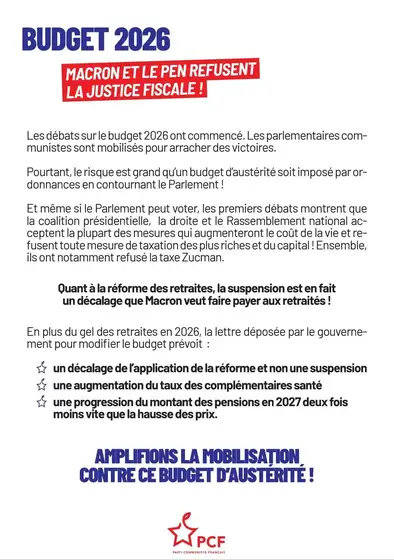 BUDGET 2026
MACRON ET LE PEN REFUSENT
LA JUSTICE FISCALE !
Les débats sur le budget 2026 ont commencé. Les parlementaires com-
munistes sont mobilisés pour arracher des victoires.
Pourtant, le risque est grand qu'un budget d'austérité soit imposé par or-
donnances en contournant le Parlement !
Et même si le Parlement peut voter, les premiers débats montrent que
la coalition présidentielle, la droite et le Rassemblement national ac-
ceptent la plupart des mesures qui augmenteront le coût de la vie et re-
fusent toute mesure de taxation des plus riches et du capital ! Ensemble,
ils ont notamment refusé la taxe Zucman.
Quant à la réforme des retraites, la suspension est en fait
un décalage que Macron veut faire payer aux retraités !
En plus du gel des retraites en 2026, la lettre déposée par le gouverne-
ment pour modifier le budget prévoit :
un décalage de l'application de la réforme et non une suspension
une augmentation du taux des complémentaires santé
une progression du montant des pensions en 2027 deux fois
moins vite que la hausse des prix.
AMPLIFIONS LA MOBILISATION
CONTRE CE BUDGET D'AUSTÉRITÉ !
PCF
PARTI COMMUNISTE FRANÇAIS